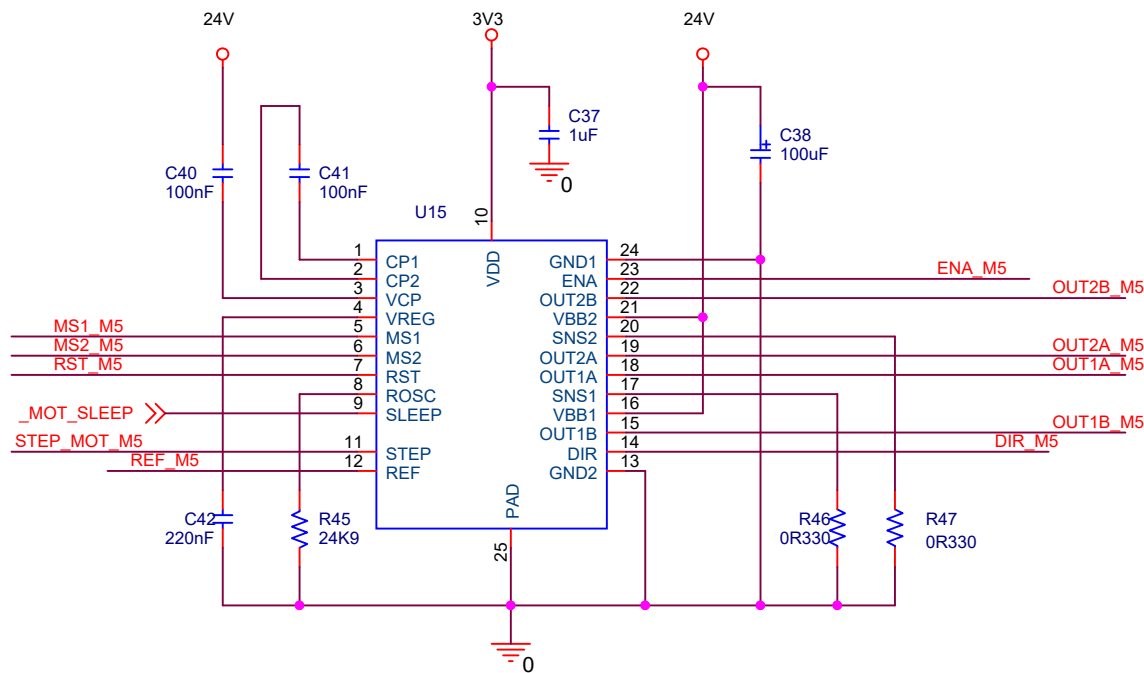 24V
3V3
24V
C37
1uF
0
C38
100uF
C40
100nF
C41
100nF
U15
10
VDD
1
CP1
2
CP2
3
VCP
4
VREG
5
MS1
6
MS2
7
RST
8
ROSC
9
SLEEP
11
STEP
12
REF
24
GND1
23
ENA
22
OUT2B
21
VBB2
20
SNS2
19
OUT2A
18
OUT1A
17
SNS1
16
VBB1
15
OUT1B
14
DIR
13
GND2
PAD
25
MS1_M5
MS2_M5
RST_M5
_MOT_SLEEP
STEP_MOT_M5
REF_M5
ENA_M5
OUT2B_M5
OUT2A_M5
OUT1A_M5
OUT1B_M5
DIR_M5
C42
220nF
R45
24K9
R46
0R330
R47
0R330
0